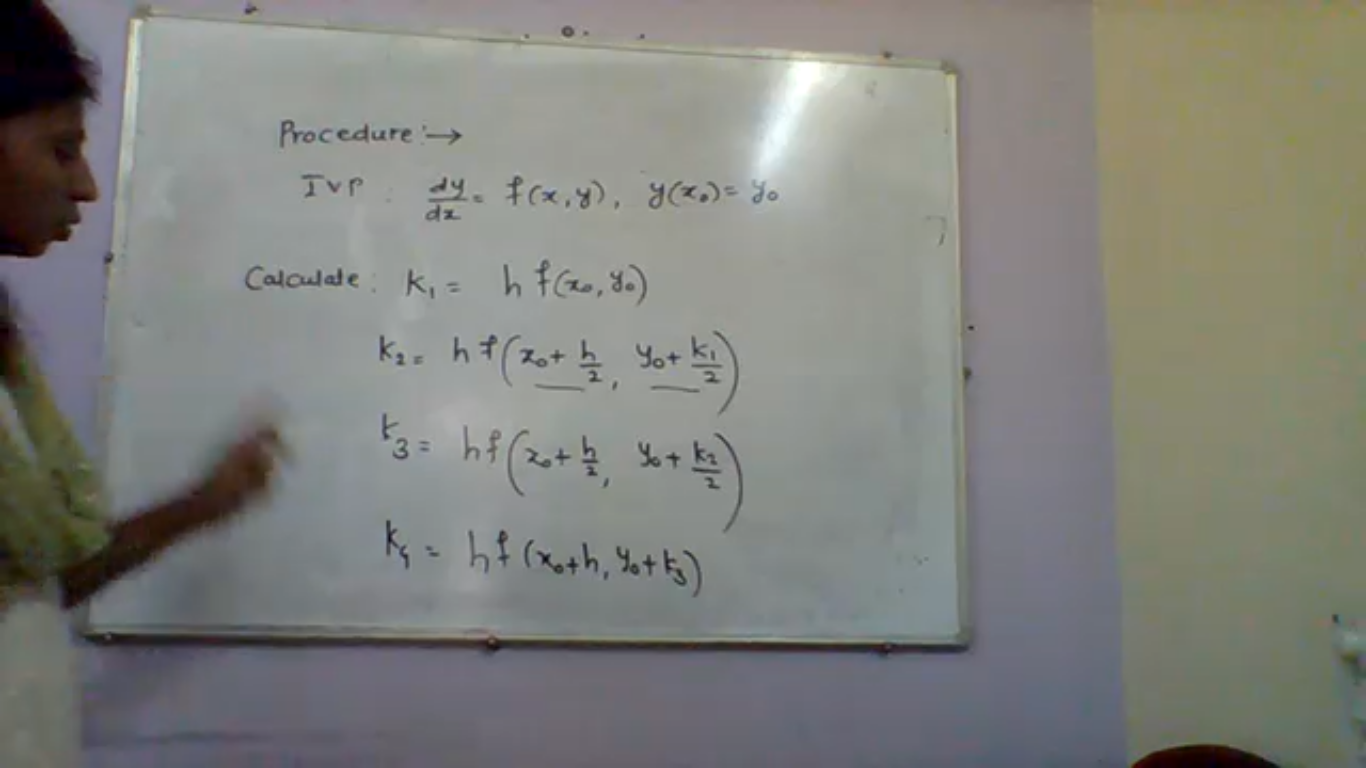 Procedure :→
IVP : dy/dx = f(x, y), y(x₀) = y₀
Calculate : K₁ = h f(x₀, y₀)
K₂ = h f(x₀ + h/2, y₀ + k₁/2)
K₃ = h f(x₀ + h/2, y₀ + k₂/2)
K₄ = h f(x₀+h, y₀+k₃)